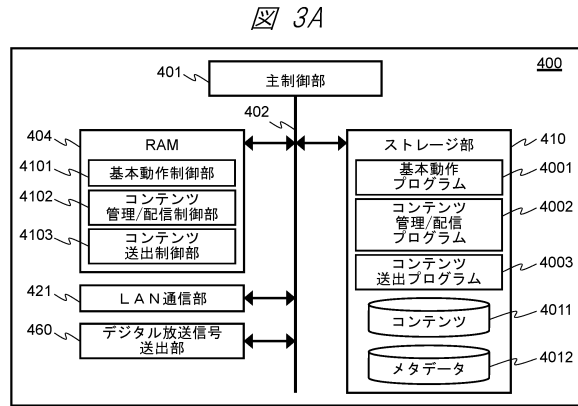 図 3A
400
401
主制御部
402
404
RAM
4101
基本動作制御部
4102
コンテンツ
管理/配信制御部
4103
コンテンツ
送出制御部
421
LAN通信部
460
デジタル放送信号
送出部
ストレージ部
410
基本動作
プログラム
4001
コンテンツ
管理/配信
プログラム
4002
コンテンツ
送出プログラム
4003
コンテンツ
4011
メタデータ
4012